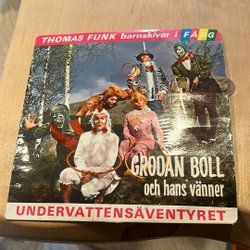 THOMAS FUNK barnskivor i FÄRG
GRODAN BOLL
och hans vänner
UNDERVATTENSÄVENTYRET